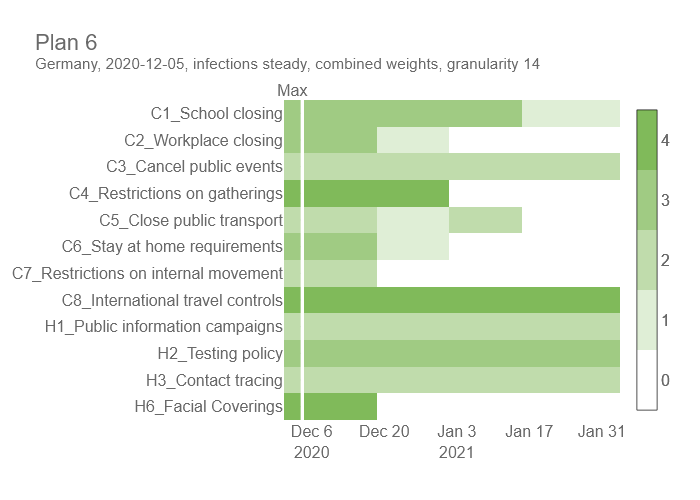 Plan 6
Germany, 2020-12-05, infections steady, combined weights, granularity 14
Max
C1_School closing
C2_Workplace closing
C3_Cancel public events
C4_Restrictions on gatherings
C5_Close public transport
C6_Stay at home requirements
C7_Restrictions on internal movement
C8_International travel controls
H1_Public information campaigns
H2_Testing policy
H3_Contact tracing
H6_Facial Coverings
4
3
2
1
0
Dec 6 Dec 20 Jan 3 Jan 17 Jan 31
2020 2021